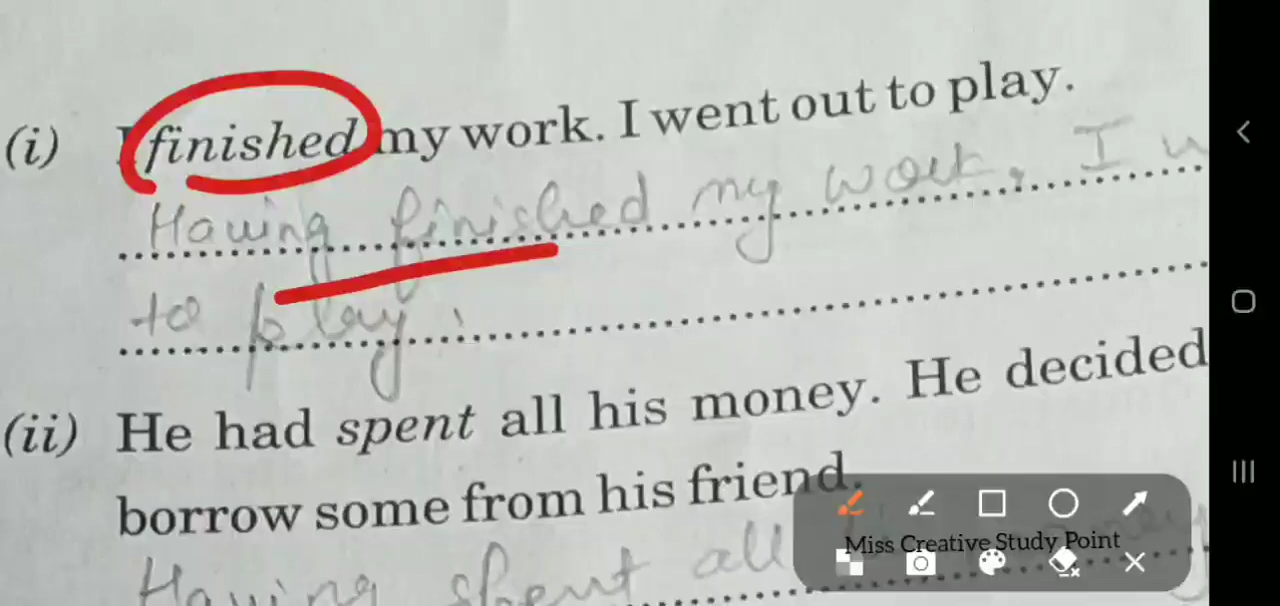 (i) I finished my work. I went out to play.
Having finished my work, I
to play.
(ii) He had spent all his money. He decided
borrow some from his friend.
Having spent all
Miss Creative Study Point